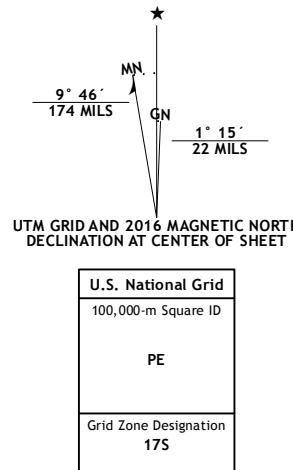 ★
MN
9° 46´
174 MILS
GN
1° 15´
22 MILS
UTM GRID AND 2016 MAGNETIC NORTH
DECLINATION AT CENTER OF SHEET
U.S. National Grid
100,000-m Square ID
PE
Grid Zone Designation
17S